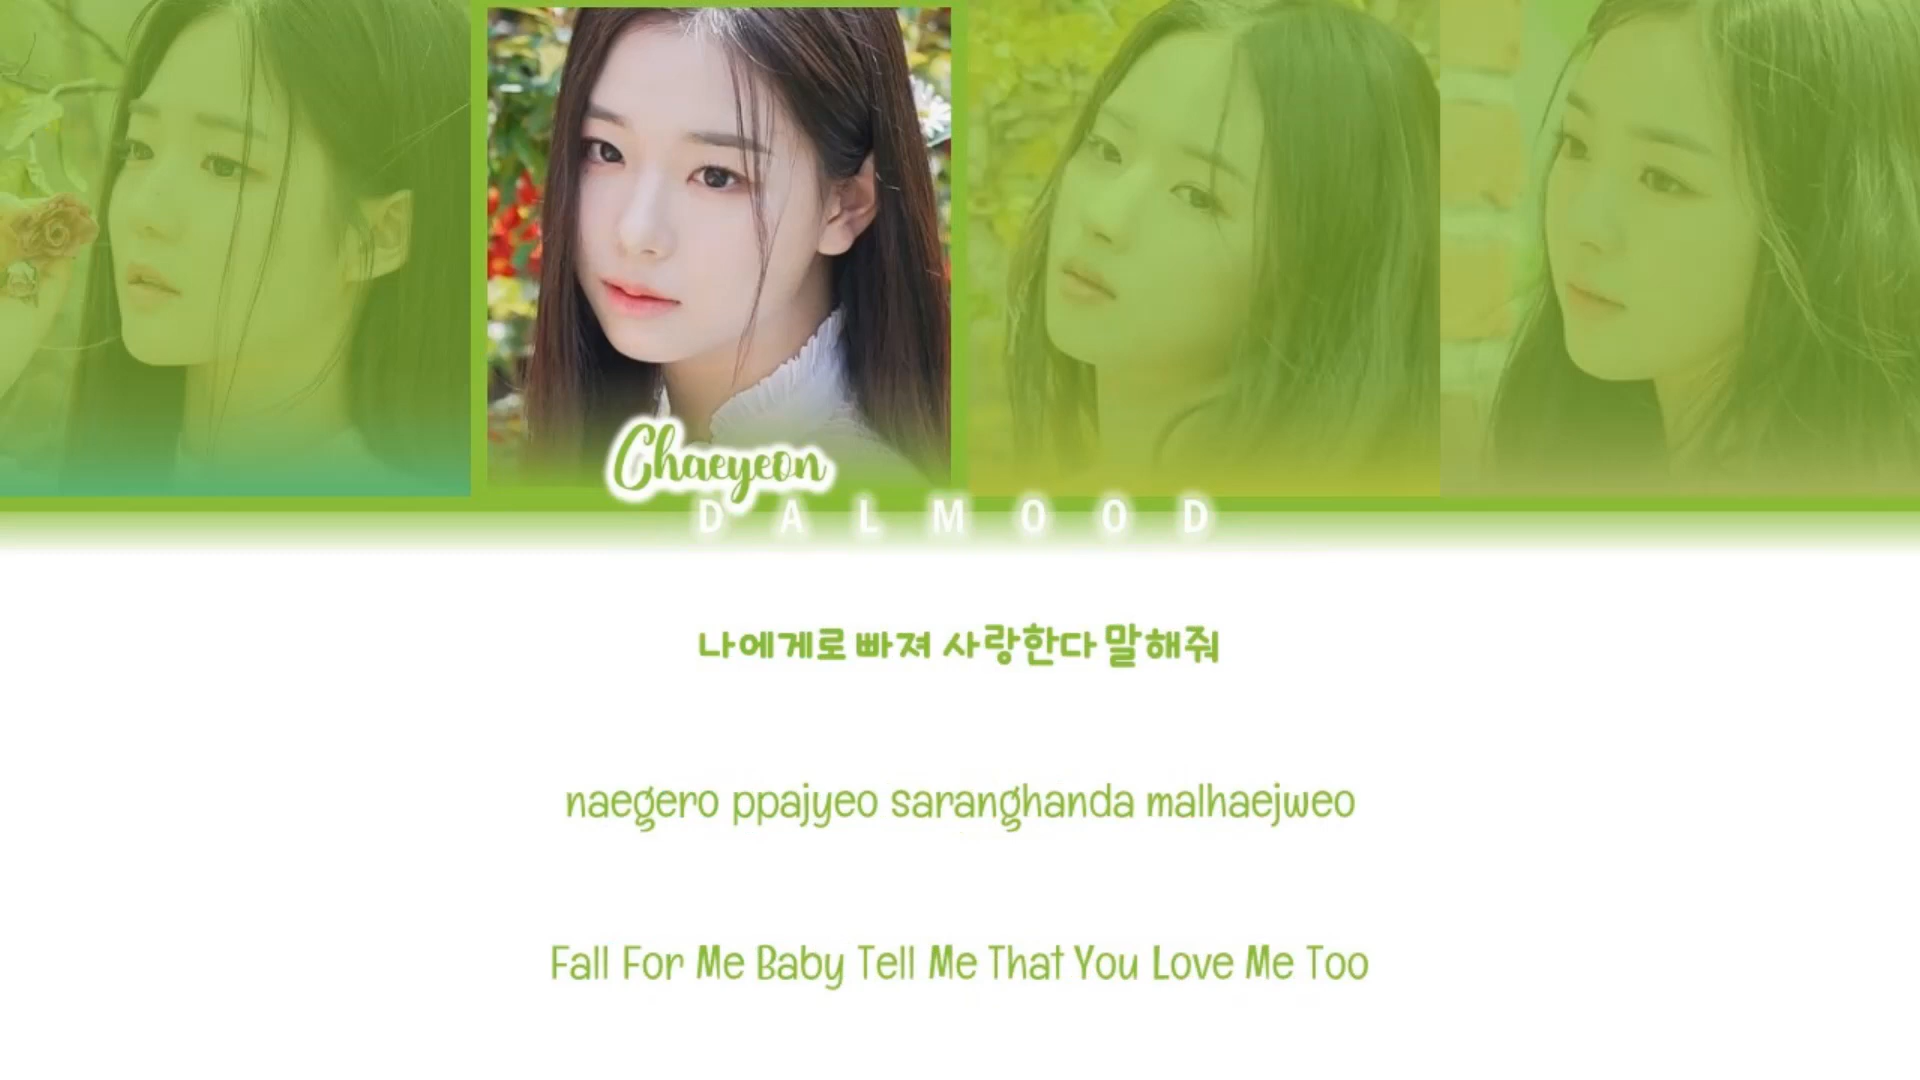 Chaeyeon
DALMOOD
나에게로 빠져 사랑한다 말해줘
naegero ppajyeo saranghanda malhaejweo
Fall For Me Baby Tell Me That You Love Me Too